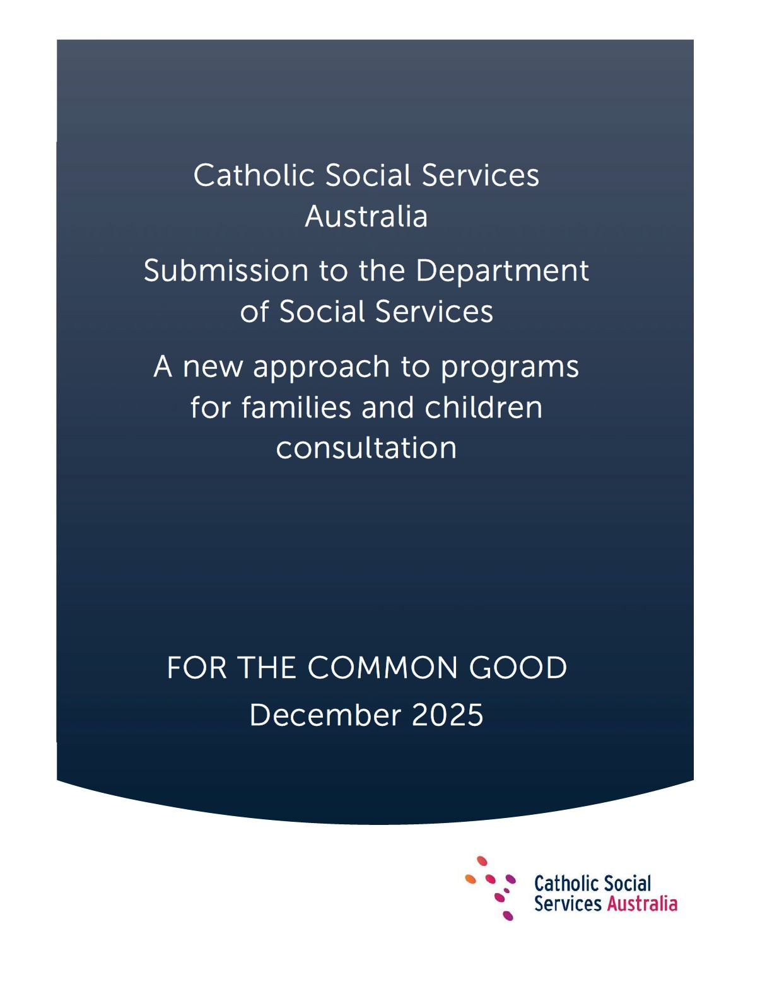 Catholic Social Services
Australia
Submission to the Department
of Social Services
A new approach to programs
for families and children
consultation
FOR THE COMMON GOOD
December 2025
Catholic Social
Services Australia